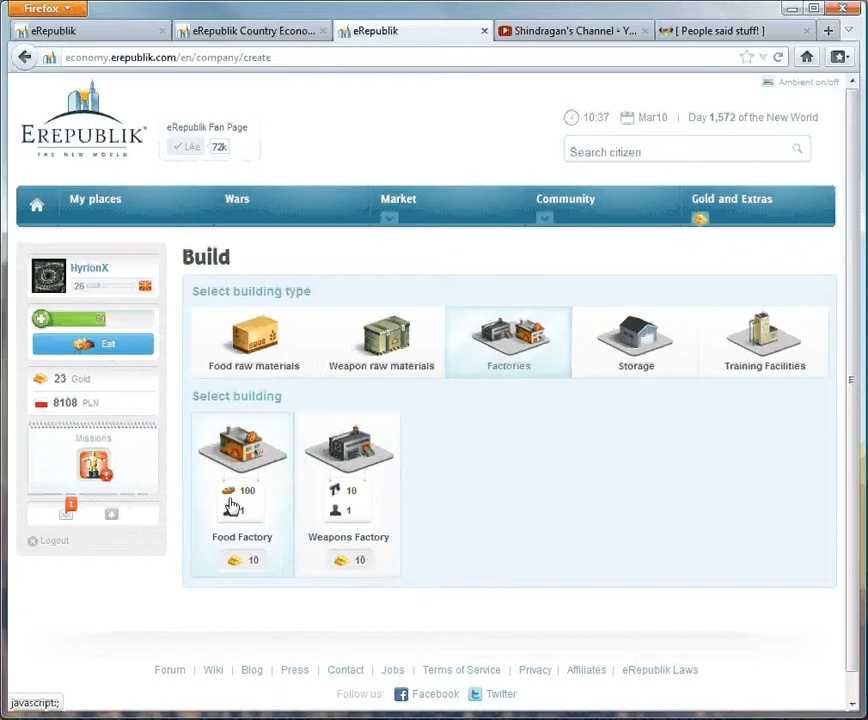 Firefox
eRepublik
eRepublik Country Econo...
eRepublik
Shindragan's Channel - Y...
[ People said stuff! ]
economy.erepublik.com/en/company/create
Ambient on/off
EREPUBLIK
THE NEW WORLD
eRepublik Fan Page
Like 72k
10:37 Mar10 | Day 1,572 of the New World
Search citizen
My places Wars Market Community Gold and Extras
HyrionX
26
60
Eat
23 Gold
8108 PLN
Missions
1
Logout
Build
Select building type
Food raw materials Weapon raw materials Factories Storage Training Facilities
Select building
100 10
1 1
Food Factory Weapons Factory
10 10
Forum | Wiki | Blog | Press | Contact | Jobs | Terms of Service | Privacy | Affiliates | eRepublik Laws
Follow us: Facebook Twitter
javascript:;